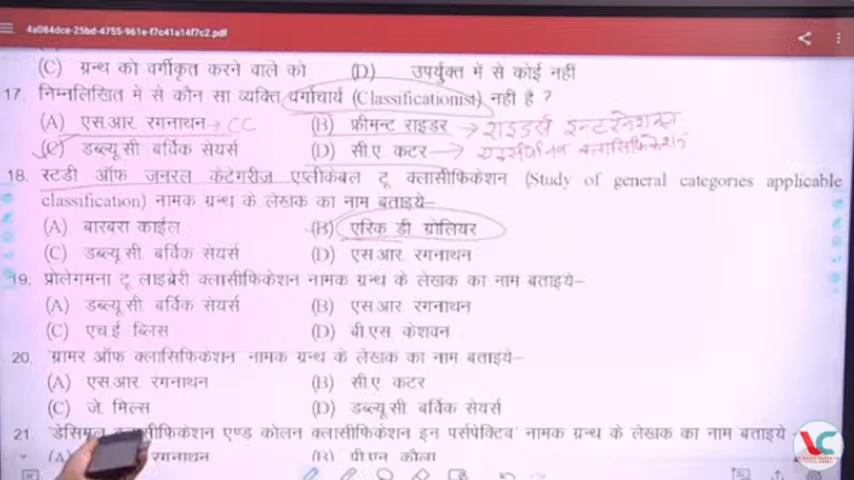 4a084dce-25bd-4755-961e-f7c41a14f7c2.pdf
(C) ग्रन्थ को वर्गीकृत करने वाले को (D) उपर्युक्त में से कोई नहीं
17. निम्नलिखित में से कौन सा व्यक्ति वर्गाचार्य (Classificationist) नहीं है ?
(A) एस.आर. रंगनाथन → CC (B) फ्रीमन्ट राइडर → राइडर्स इन्टरनेशनल
(C) डब्ल्यू.सी. बर्विक सेयर्स (D) सी.ए. कटर → एक्सपेंसिव क्लासिफिकेशन
18. स्टडी ऑफ जनरल कैटेगरीज एप्लीकेबल टू क्लासीफिकेशन (Study of general categories applicable
classification) नामक ग्रन्थ के लेखक का नाम बताइये–
(A) बारबरा काईल (B) एरिक डी ग्रोलियर
(C) डब्ल्यू.सी. बर्विक सेयर्स (D) एस.आर. रंगनाथन
19. प्रोलेगमना टू लाइब्रेरी क्लासीफिकेशन नामक ग्रन्थ के लेखक का नाम बताइये–
(A) डब्ल्यू.सी. बर्विक सेयर्स (B) एस.आर. रंगनाथन
(C) एच.ई. ब्लिस (D) बी.एस. केशवन
20. ग्रामर ऑफ क्लासिफिकेशन नामक ग्रन्थ के लेखक का नाम बताइये–
(A) एस.आर. रंगनाथन (B) सी.ए. कटर
(C) जे. मिल्स (D) डब्ल्यू.सी. बर्विक सेयर्स
21. 'डेसिमल क्लासीफिकेशन एण्ड कोलन क्लासीफिकेशन इन पर्सपेक्टिव' नामक ग्रन्थ के लेखक का नाम बताइये –
(A) रंगनाथन (B) पी.एन. कौला
VC